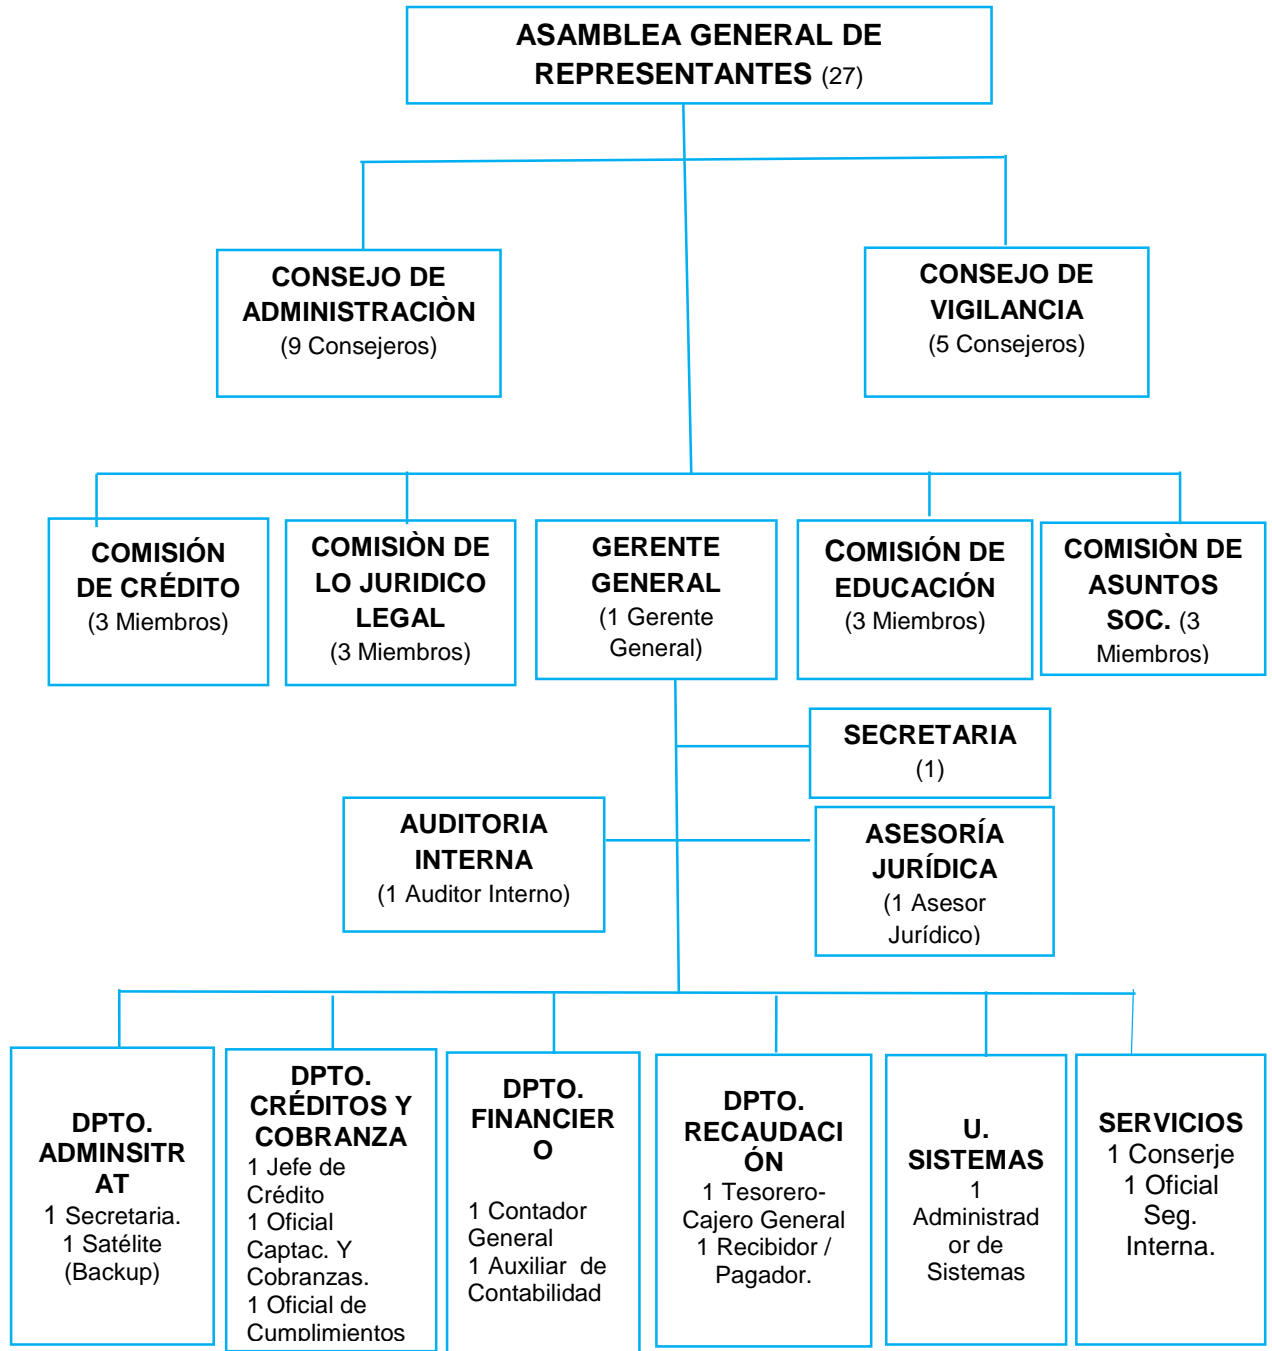 ASAMBLEA GENERAL DE
REPRESENTANTES (27)
CONSEJO DE
ADMINISTRACIÒN
(9 Consejeros)
CONSEJO DE
VIGILANCIA
(5 Consejeros)
COMISIÓN
DE CRÉDITO
(3 Miembros)
COMISIÒN DE
LO JURIDICO
LEGAL
(3 Miembros)
GERENTE
GENERAL
(1 Gerente
General)
COMISIÓN DE
EDUCACIÓN
(3 Miembros)
COMISIÒN DE
ASUNTOS
SOC. (3
Miembros)
SECRETARIA
(1)
AUDITORIA
INTERNA
(1 Auditor Interno)
ASESORÍA
JURÍDICA
(1 Asesor
Jurídico)
DPTO.
ADMINSITR
AT
1 Secretaria.
1 Satélite
(Backup)
DPTO.
CRÉDITOS Y
COBRANZA
1 Jefe de
Crédito
1 Oficial
Captac. Y
Cobranzas.
1 Oficial de
Cumplimientos
DPTO.
FINANCIER
O
1 Contador
General
1 Auxiliar de
Contabilidad
DPTO.
RECAUDACI
ÓN
1 Tesorero-
Cajero General
1 Recibidor /
Pagador.
U.
SISTEMAS
1
Administrad
or de
Sistemas
SERVICIOS
1 Conserje
1 Oficial
Seg.
Interna.